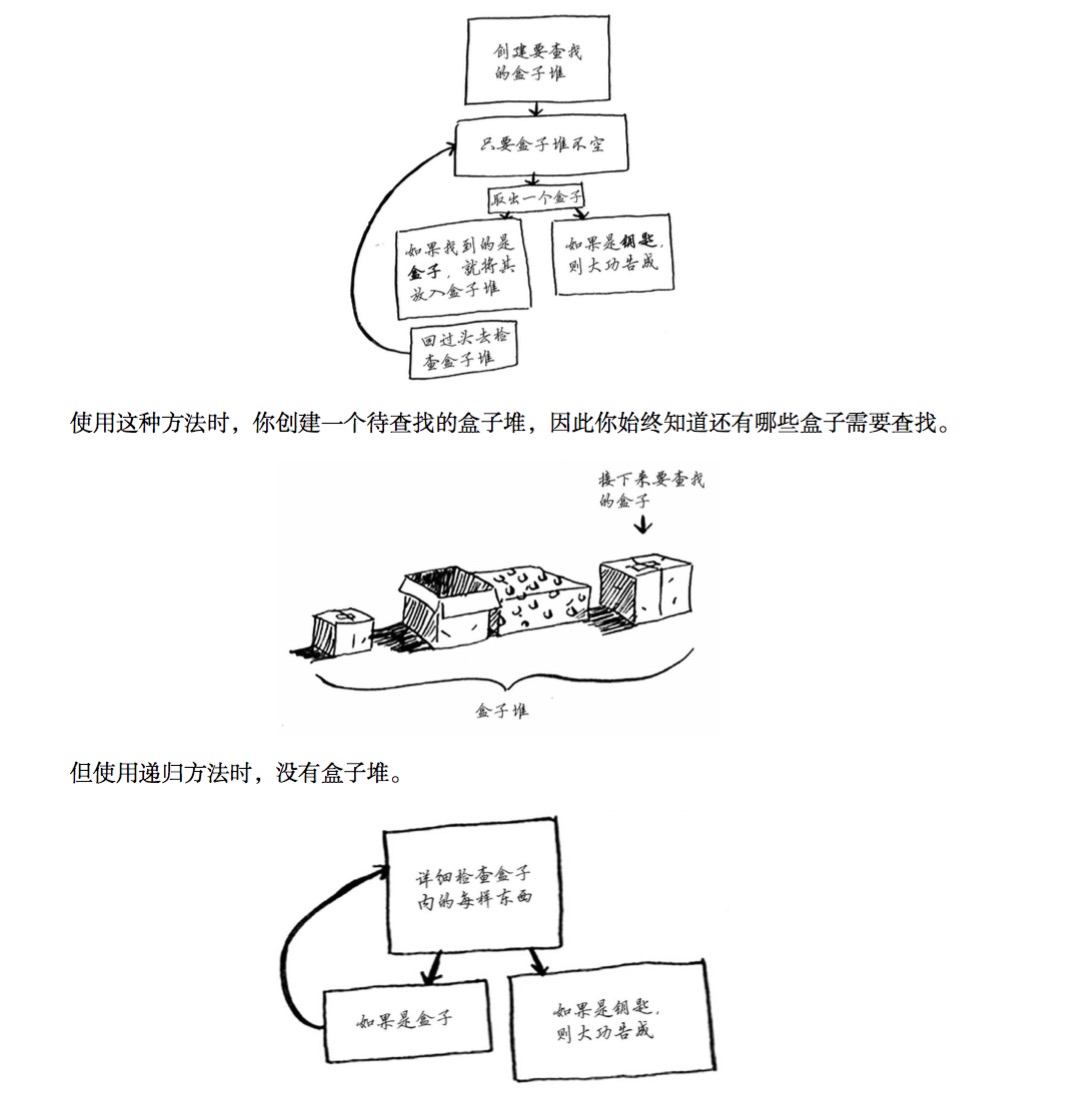 创建要查找
的盒子堆
只要盒子堆不空
取出一个盒子
如果找到的是
盒子，就将其
放入盒子堆
如果是钥匙，
则大功告成
回过头去检
查盒子堆
使用这种方法时，你创建一个待查找的盒子堆，因此你始终知道还有哪些盒子需要查找。
接下来要查找
的盒子
盒子堆
但使用递归方法时，没有盒子堆。
详细检查盒子
内的每样东西
如果是盒子
如果是钥匙，
则大功告成